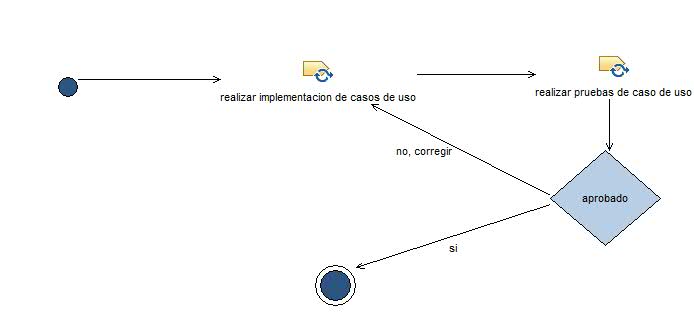 realizar implementacion de casos de uso
realizar pruebas de caso de uso
no, corregir
aprobado
si